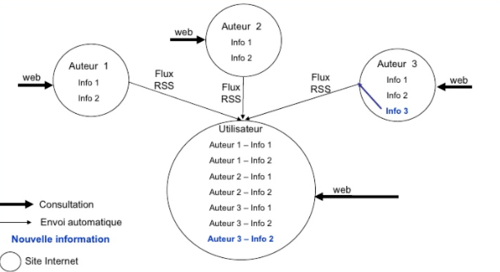 Auteur 2
Info 1
Info 2
web
Auteur 1
Info 1
Info 2
web
Flux
RSS
Flux
RSS
Flux
RSS
Auteur 3
Info 1
Info 2
Info 3
web
Utilisateur
Auteur 1 – Info 1
Auteur 1 – Info 2
Auteur 2 – Info 1
Auteur 2 – Info 2
Auteur 3 – Info 1
Auteur 3 – Info 2
Auteur 3 – Info 2
web
Consultation
Envoi automatique
Nouvelle information
Site Internet